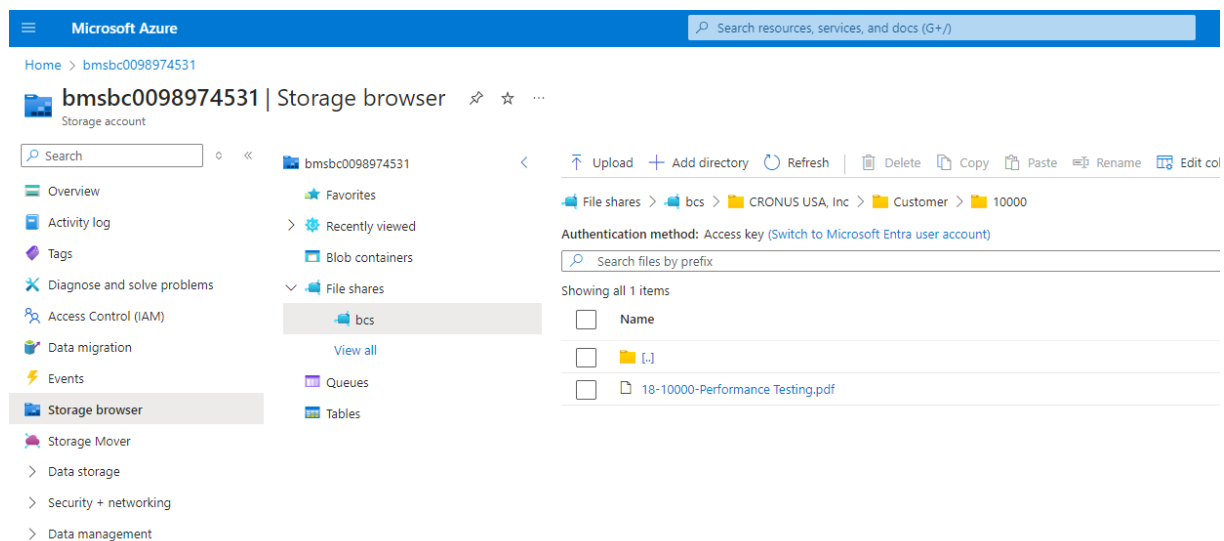 Microsoft Azure
Search resources, services, and docs (G+/)
Home > bmsbc0098974531
bmsbc0098974531 | Storage browser
Storage account
Search
Overview
Activity log
Tags
Diagnose and solve problems
Access Control (IAM)
Data migration
Events
Storage browser
Storage Mover
Data storage
Security + networking
Data management
bmsbc0098974531
Favorites
Recently viewed
Blob containers
File shares
bcs
View all
Queues
Tables
Upload Add directory Refresh Delete Copy Paste Rename Edit col
File shares > bcs > CRONUS USA, Inc > Customer > 10000
Authentication method: Access key (Switch to Microsoft Entra user account)
Search files by prefix
Showing all 1 items
Name
[..]
18-10000-Performance Testing.pdf